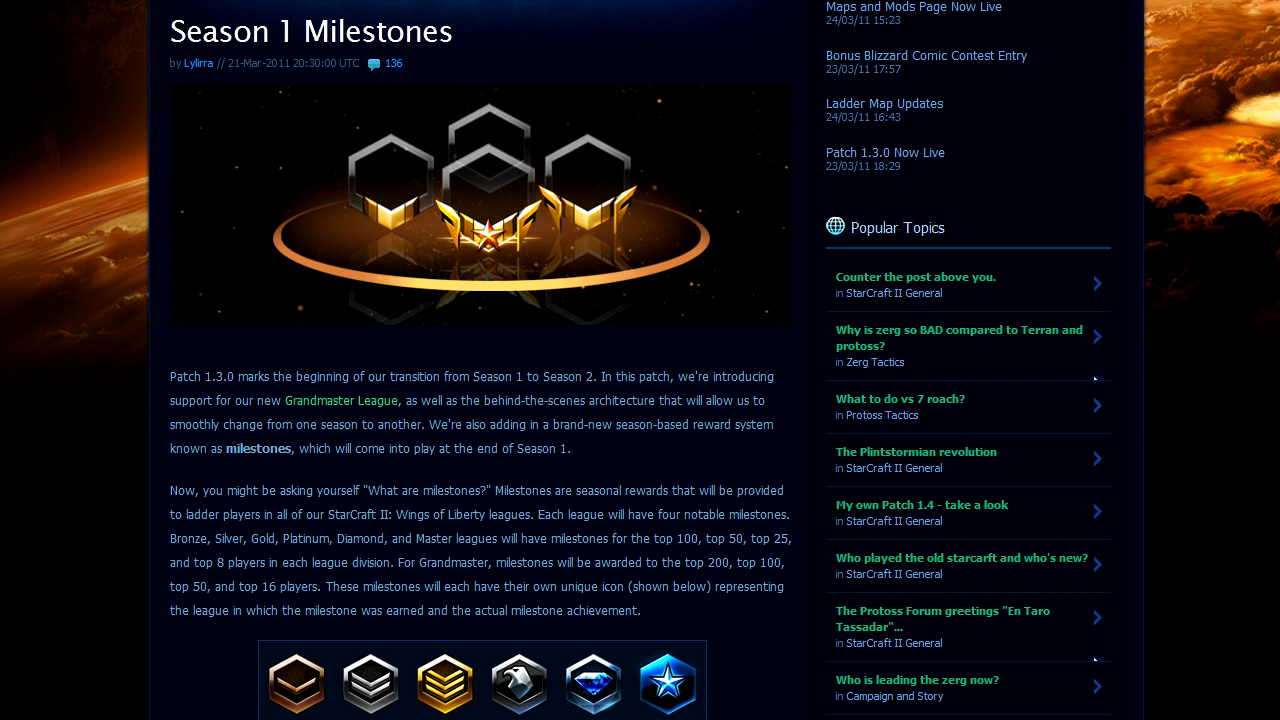 Season 1 Milestones
by Lylirra // 21-Mar-2011 20:30:00 UTC 136
Patch 1.3.0 marks the beginning of our transition from Season 1 to Season 2. In this patch, we're introducing
support for our new Grandmaster League, as well as the behind-the-scenes architecture that will allow us to
smoothly change from one season to another. We're also adding in a brand-new season-based reward system
known as milestones, which will come into play at the end of Season 1.
Now, you might be asking yourself "What are milestones?" Milestones are seasonal rewards that will be provided
to ladder players in all of our StarCraft II: Wings of Liberty leagues. Each league will have four notable milestones.
Bronze, Silver, Gold, Platinum, Diamond, and Master leagues will have milestones for the top 100, top 50, top 25,
and top 8 players in each league division. For Grandmaster, milestones will be awarded to the top 200, top 100,
top 50, and top 16 players. These milestones will each have their own unique icon (shown below) representing
the league in which the milestone was earned and the actual milestone achievement.
Maps and Mods Page Now Live
24/03/11 15:23
Bonus Blizzard Comic Contest Entry
23/03/11 17:57
Ladder Map Updates
24/03/11 16:43
Patch 1.3.0 Now Live
23/03/11 18:29
Popular Topics
Counter the post above you.
in StarCraft II General
Why is zerg so BAD compared to Terran and
protoss?
in Zerg Tactics
What to do vs 7 roach?
in Protoss Tactics
The Plintstormian revolution
in StarCraft II General
My own Patch 1.4 - take a look
in StarCraft II General
Who played the old starcarft and who's new?
in StarCraft II General
The Protoss Forum greetings "En Taro
Tassadar"...
in StarCraft II General
Who is leading the zerg now?
in Campaign and Story